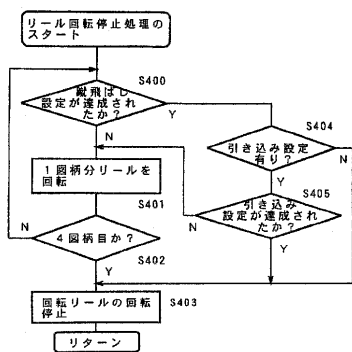 リール回転停止処理の
スタート
S400
蹴飛ばし
設定が達成され
たか?
Y
N
S404
引き込み設定
有り?
N
Y
1図柄分リールを
回転
S401
S405
引き込み
設定が達成され
たか?
N
Y
4図柄目か?
N
S402
Y
回転リールの回転
停止
S403
リターン